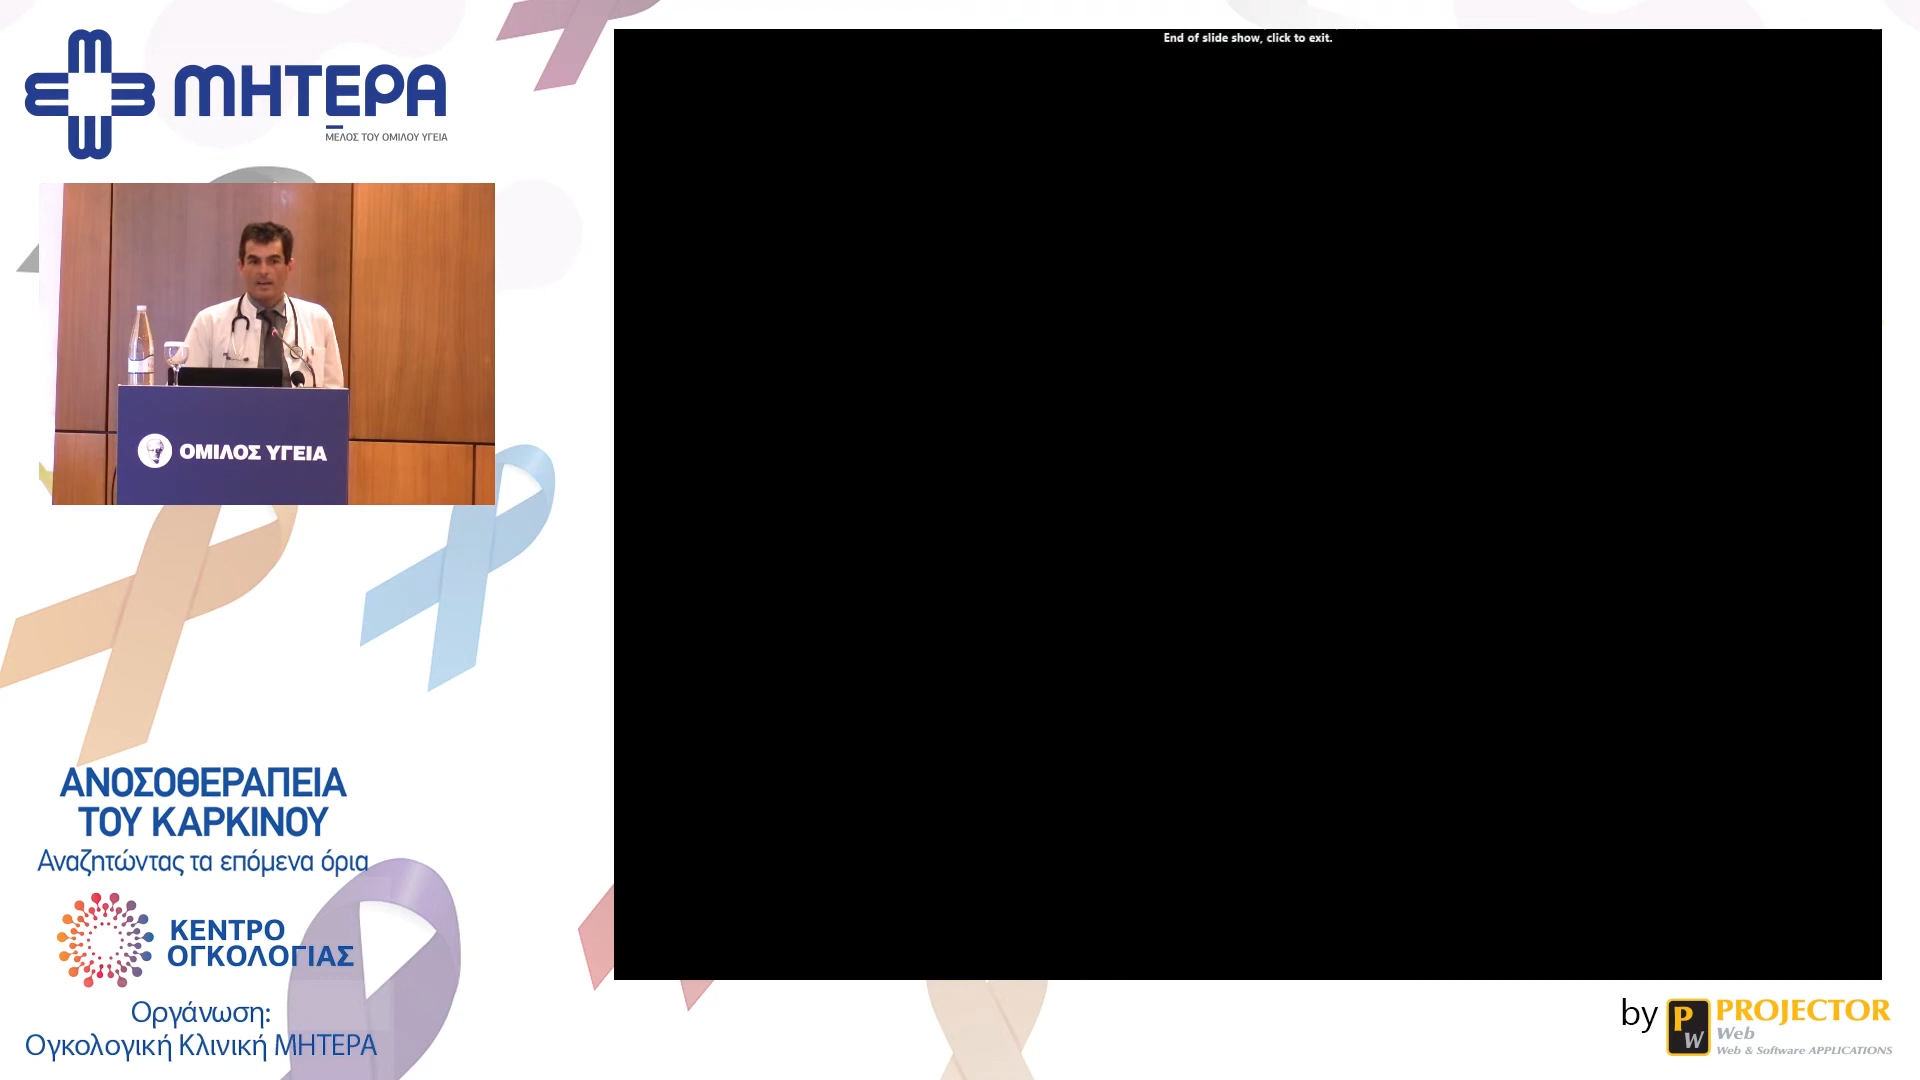 ΜΗΤΕΡΑ
ΜΕΛΟΣ ΤΟΥ ΟΜΙΛΟΥ ΥΓΕΙΑ
End of slide show, click to exit.
ΟΜΙΛΟΣ ΥΓΕΙΑ
ΑΝΟΣΟΘΕΡΑΠΕΙΑ
ΤΟΥ ΚΑΡΚΙΝΟΥ
Αναζητώντας τα επόμενα όρια
ΚΕΝΤΡΟ
ΟΓΚΟΛΟΓΙΑΣ
Οργάνωση:
Ογκολογική Κλινική ΜΗΤΕΡΑ
by PW PROJECTOR
Web
Web & Software APPLICATIONS